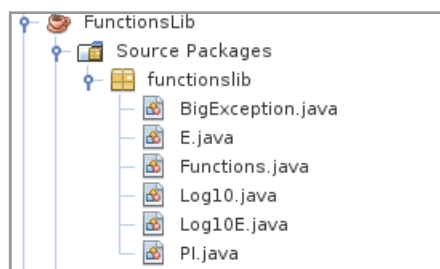 FunctionsLib
Source Packages
functionslib
BigException.java
E.java
Functions.java
Log10.java
Log10E.java
PI.java